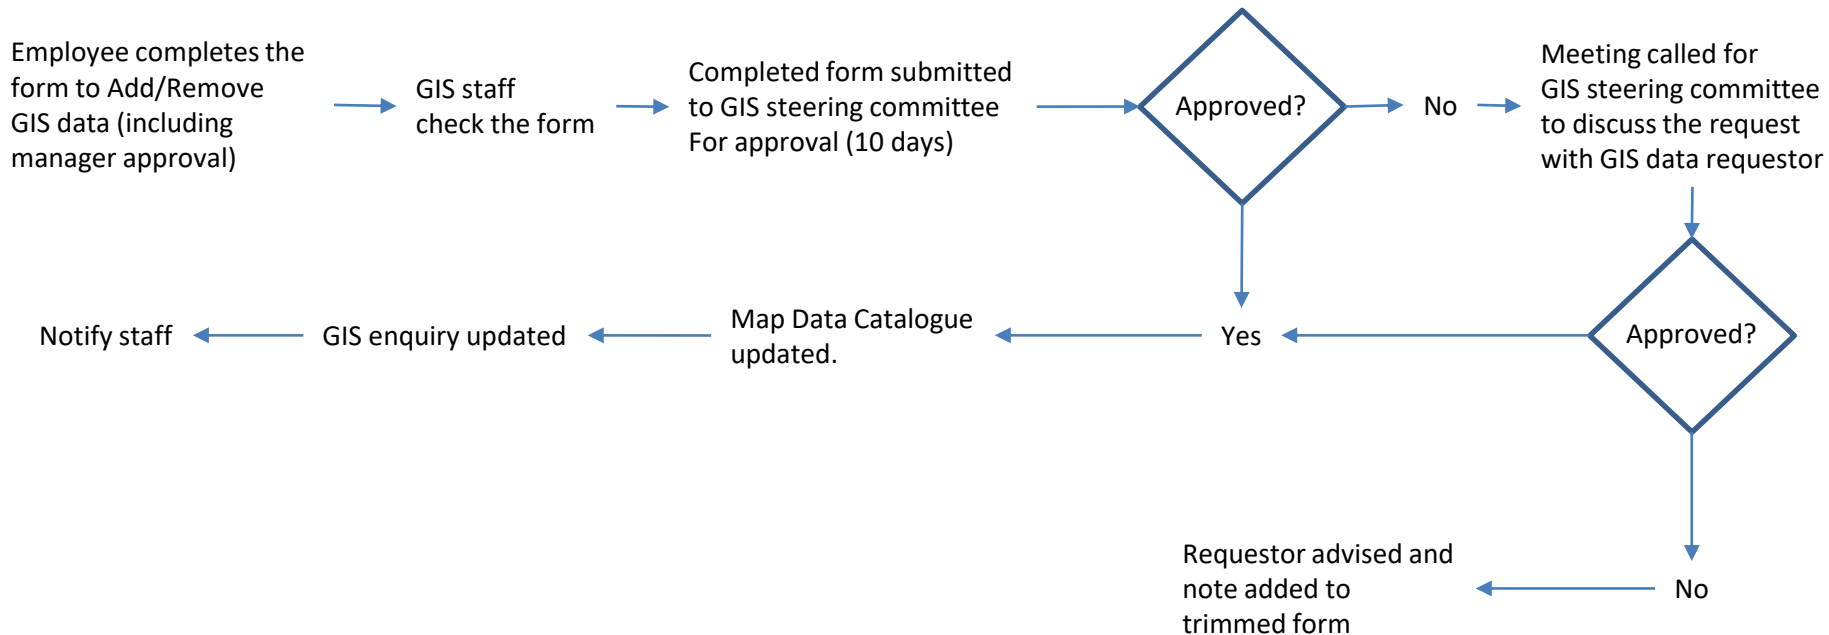 Employee completes the
form to Add/Remove
GIS data (including
manager approval)
GIS staff
check the form
Completed form submitted
to GIS steering committee
For approval (10 days)
Approved?
No
Meeting called for
GIS steering committee
to discuss the request
with GIS data requestor
Approved?
Yes
Map Data Catalogue
updated.
GIS enquiry updated
Notify staff
No
Requestor advised and
note added to
trimmed form